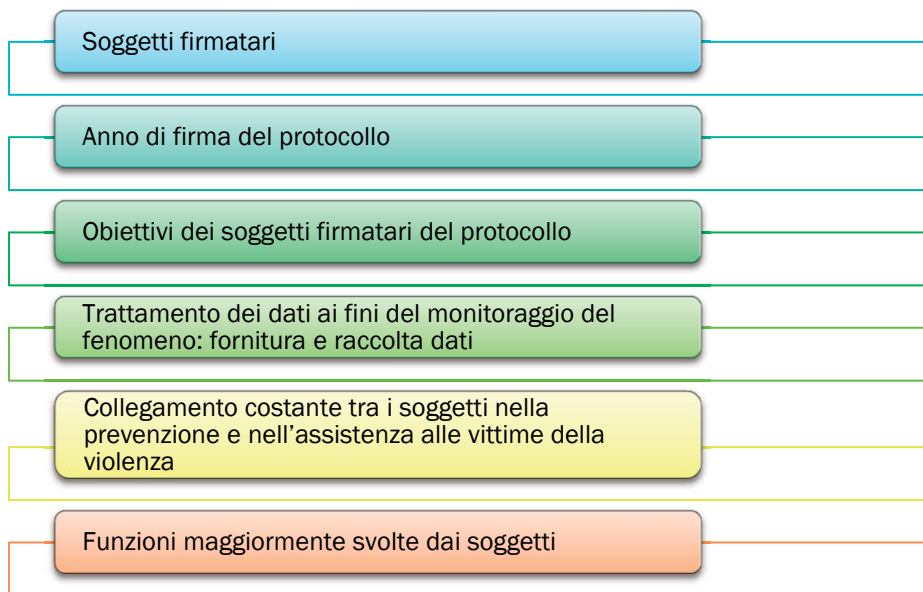 Soggetti firmatari
Anno di firma del protocollo
Obiettivi dei soggetti firmatari del protocollo
Trattamento dei dati ai fini del monitoraggio del
fenomeno: fornitura e raccolta dati
Collegamento costante tra i soggetti nella
prevenzione e nell'assistenza alle vittime della
violenza
Funzioni maggiormente svolte dai soggetti